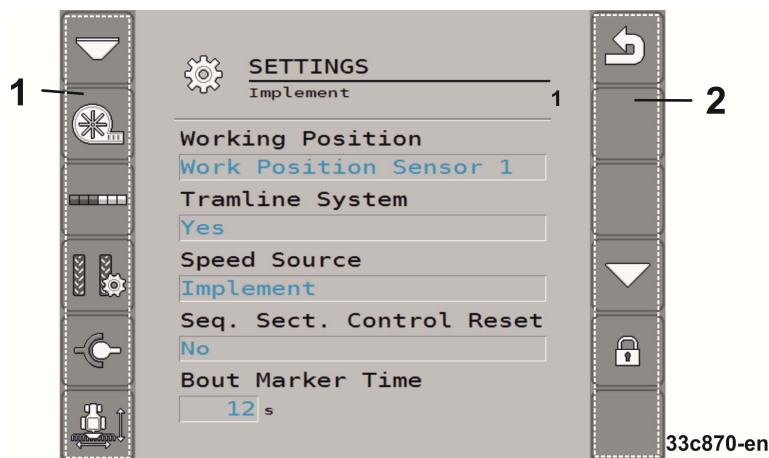 1
SETTINGS
Implement
1
2
Working Position
Work Position Sensor 1
Tramline System
Yes
Speed Source
Implement
Seq. Sect. Control Reset
No
Bout Marker Time
12 s
33c870-en